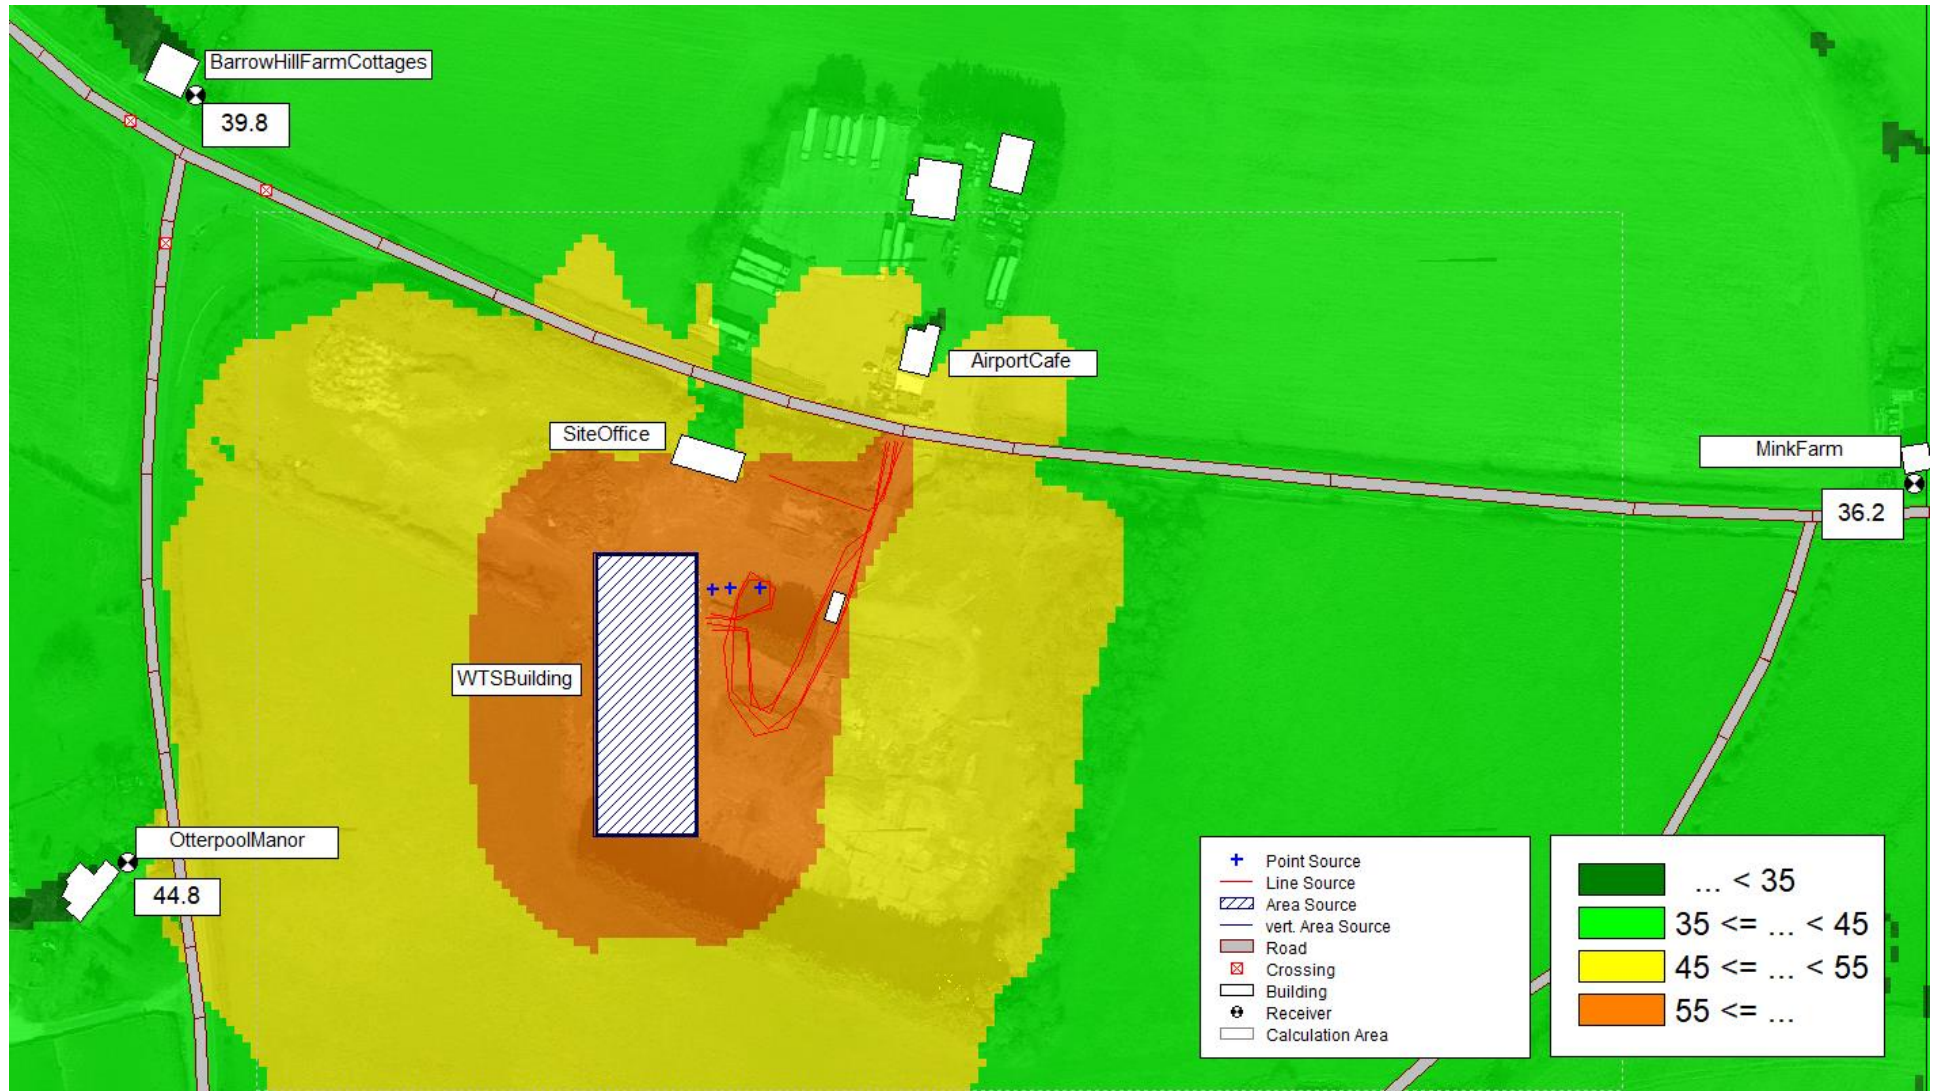 BarrowHillFarmCottages
39.8
AirportCafe
SiteOffice
MinkFarm
36.2
WTSBuilding
OtterpoolManor
44.8
Point Source
Line Source
Area Source
vert. Area Source
Road
Crossing
Building
Receiver
Calculation Area
... < 35
35 <= ... < 45
45 <= ... < 55
55 <= ...